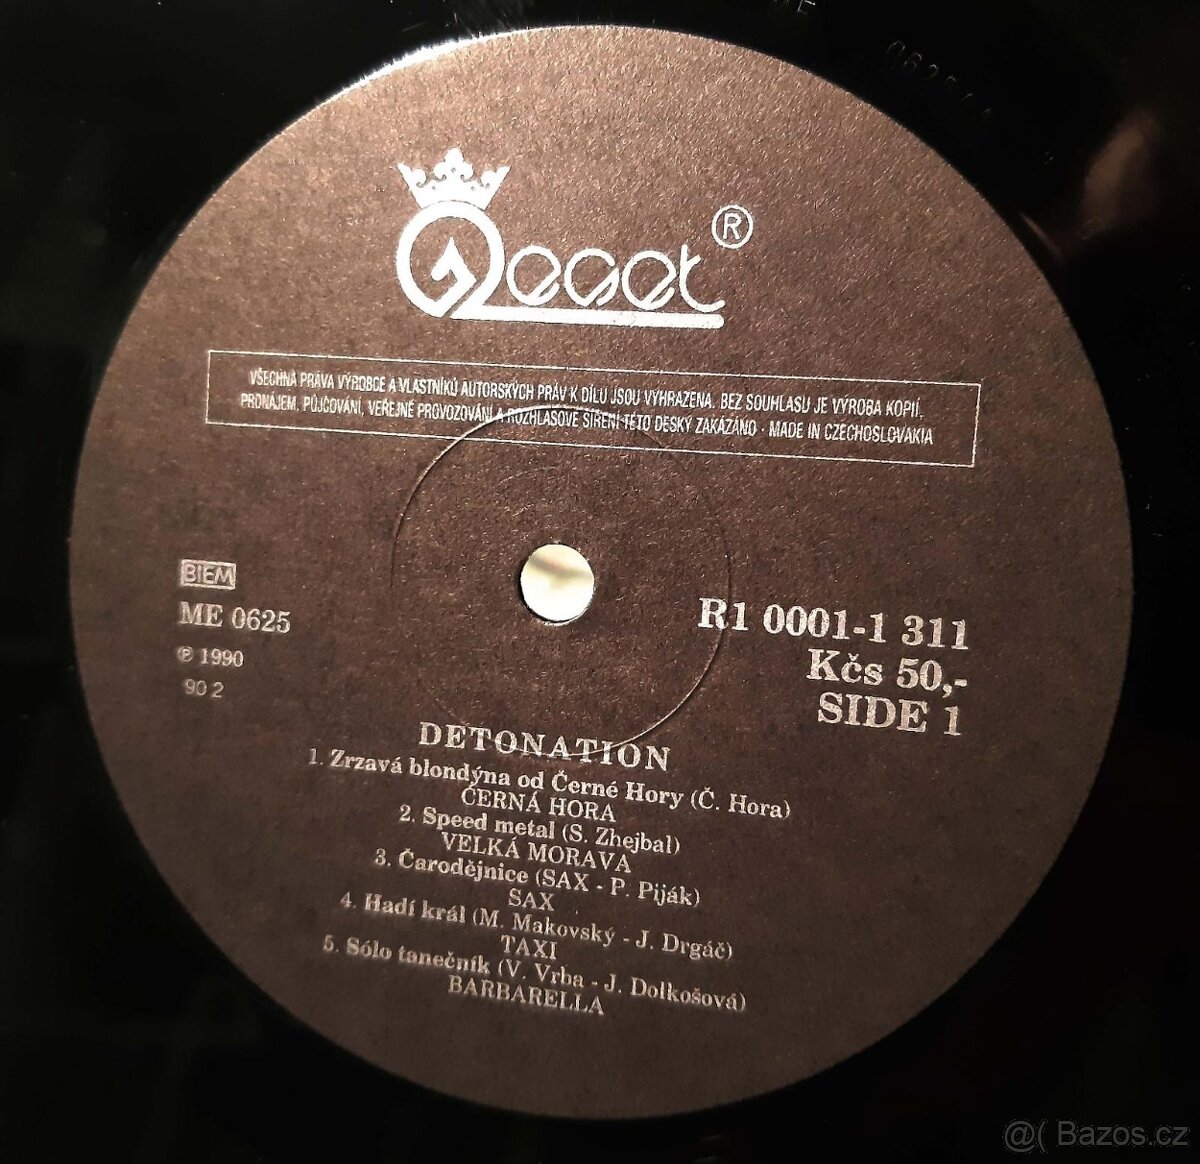 Reget ®
VŠECHNA PRÁVA VÝROBCE A VLASTNÍKŮ AUTORSKÝCH PRÁV K DÍLU JSOU VYHRAZENA. BEZ SOUHLASU JE VÝROBA KOPIÍ,
PRONÁJEM, PŮJČOVÁNÍ, VEŘEJNÉ PROVOZOVÁNÍ A ROZHLASOVÉ ŠÍŘENÍ TÉTO DESKY ZAKÁZÁNO · MADE IN CZECHOSLOVAKIA
BIEM
ME 0625
℗ 1990
90 2
R1 0001-1 311
Kčs 50,-
SIDE 1
DETONATION
1. Zrzavá blondýna od Černé Hory (Č. Hora)
ČERNÁ HORA
2. Speed metal (S. Zhejbal)
VELKÁ MORAVA
3. Čarodějnice (SAX - P. Piják)
SAX
4. Hadí král (M. Makovský - J. Drgáč)
TAXI
5. Sólo tanečník (V. Vrba - J. Dolkošová)
BARBARELLA
@( Bazos.cz